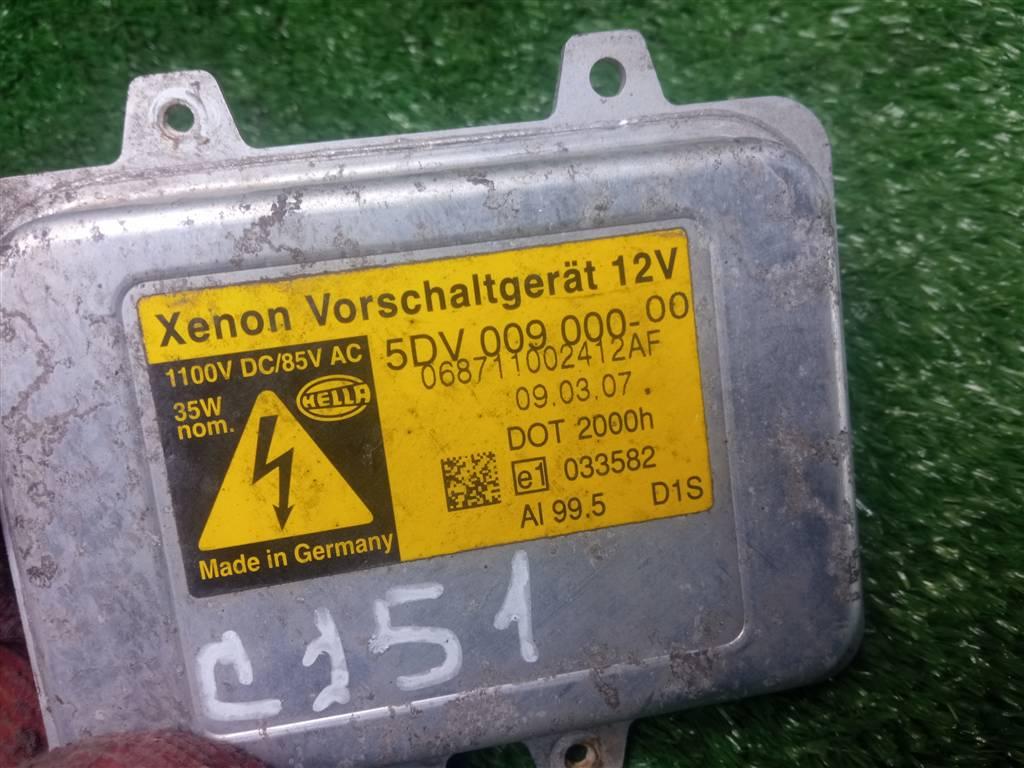 Xenon Vorschaltgerät 12V
1100V DC/85V AC
35W
nom.
HELLA
Made in Germany
5DV 009 000-00
068711002412AF
09.03.07
DOT 2000h
e1 033582
AI 99.5 D1S
C151